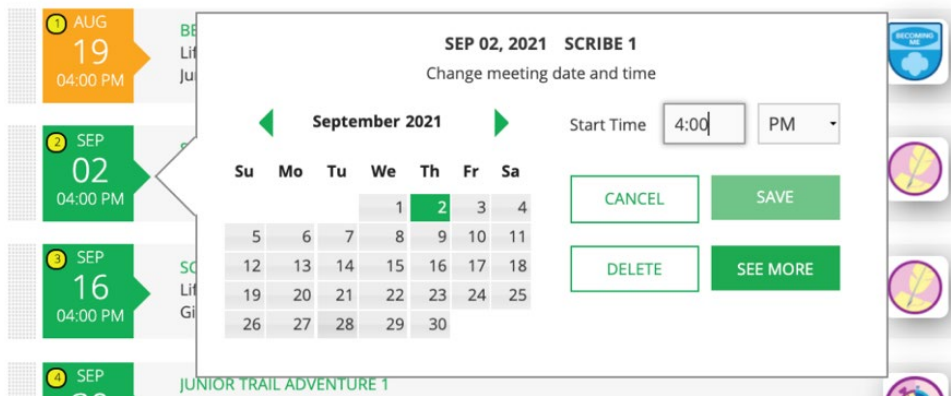 1 AUG
19
04:00 PM
BE
Lif
Ju
BECOMING
ME
SEP 02, 2021 SCRIBE 1
Change meeting date and time
September 2021
Start Time 4:00 PM
Su Mo Tu We Th Fr Sa
1 2 3 4
5 6 7 8 9 10 11
12 13 14 15 16 17 18
19 20 21 22 23 24 25
26 27 28 29 30
CANCEL SAVE
DELETE SEE MORE
2 SEP
02
04:00 PM
3 SEP
16
04:00 PM
SC
Lif
Gi
4 SEP
JUNIOR TRAIL ADVENTURE 1